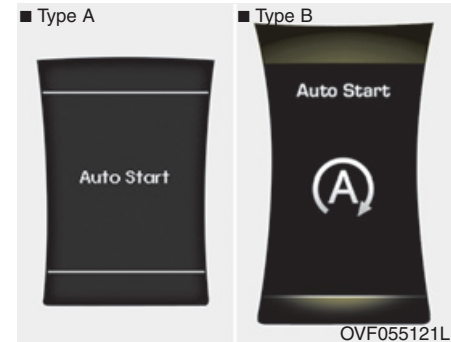 ■ Type A
■ Type B
Auto Start
Auto Start
A
OVF055121L